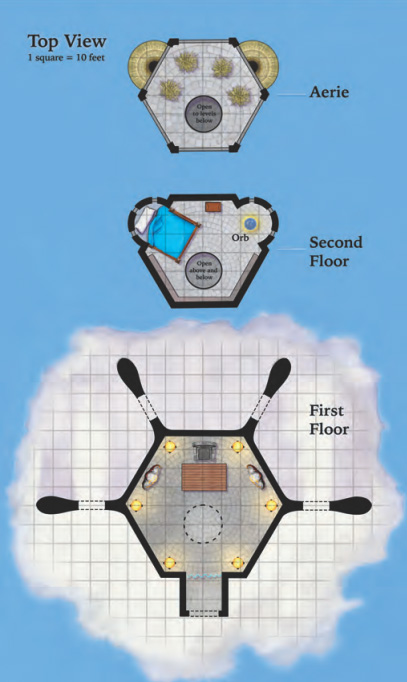 Top View
1 square = 10 feet
Open
to levels
below
Aerie
Orb
Open
above and
below
Second
Floor
First
Floor